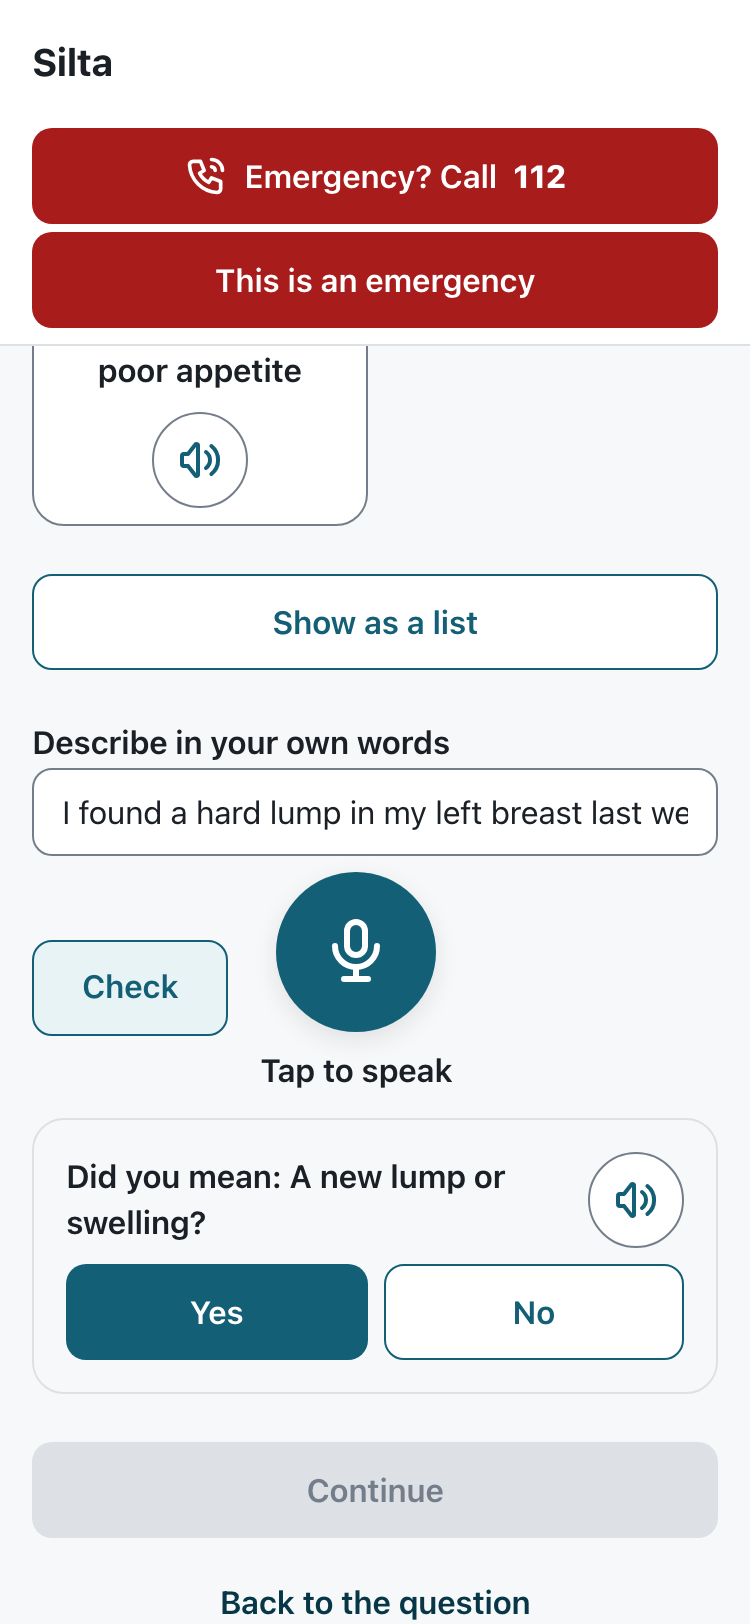 Silta
Emergency? Call 112
This is an emergency
poor appetite
Show as a list
Describe in your own words
I found a hard lump in my left breast last we
Check
Tap to speak
Did you mean: A new lump or
swelling?
Yes
No
Continue
Back to the question